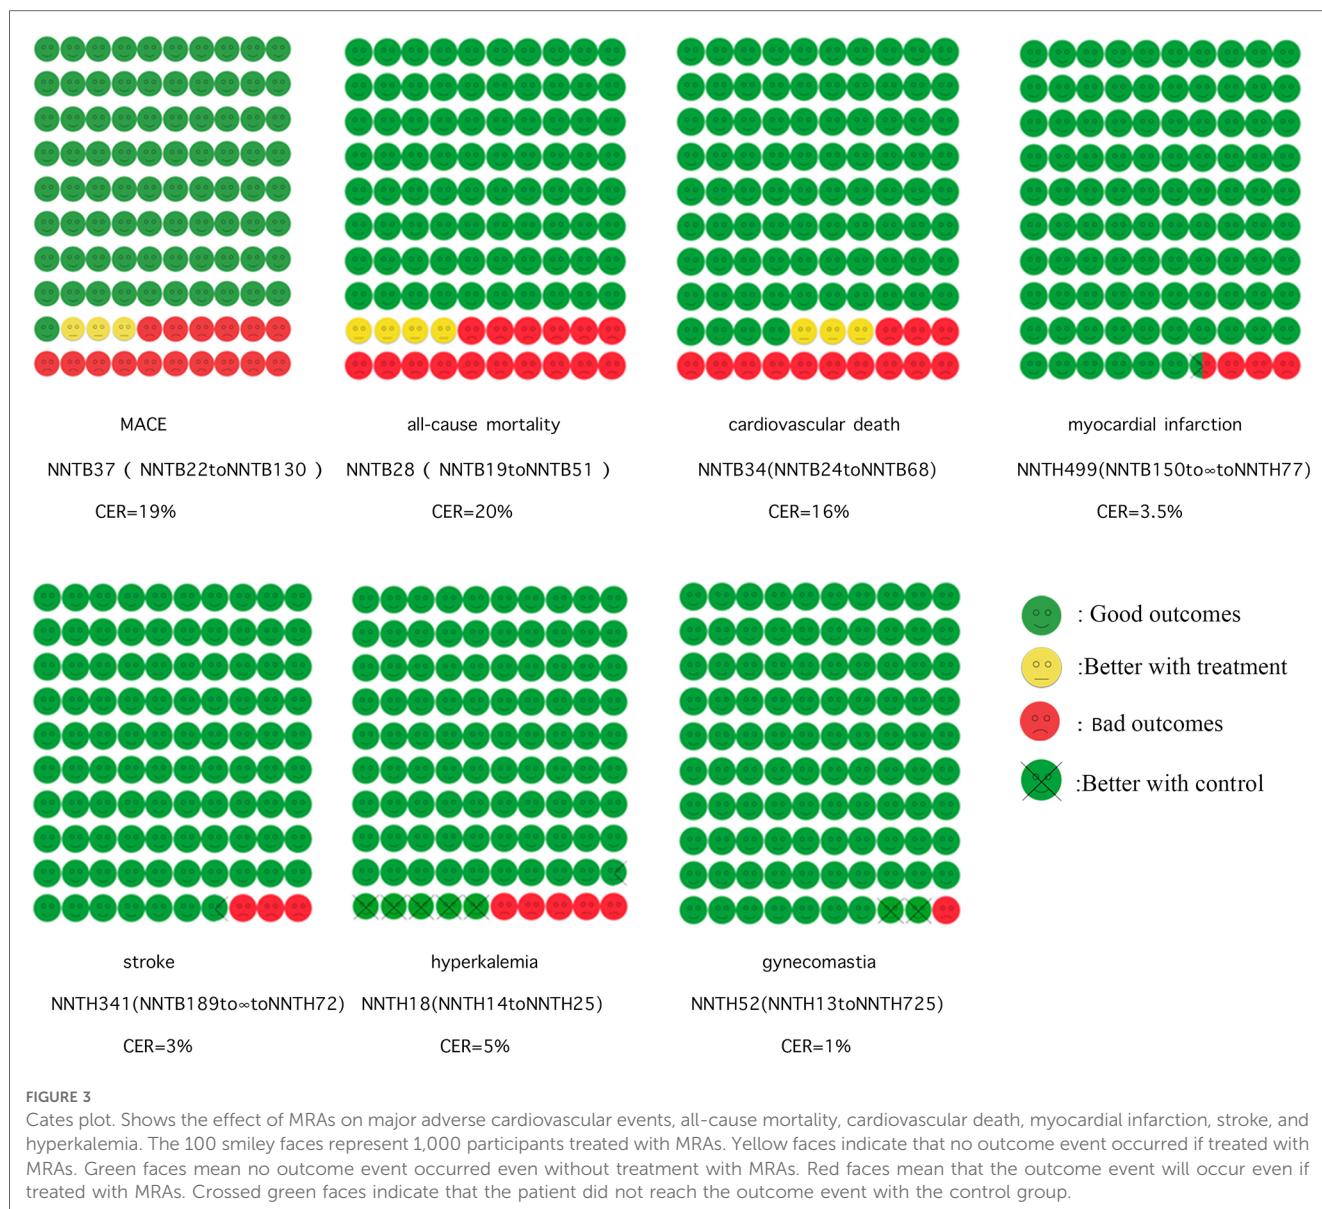 MACE
all-cause mortality
cardiovascular death
myocardial infarction
NNTB37 ( NNTB22toNNTB130 )
NNTB28 ( NNTB19toNNTB51 )
NNTB34(NNTB24toNNTB68)
NNTH499(NNTB150to∞toNNTH77)
CER=19%
CER=20%
CER=16%
CER=3.5%
: Good outcomes
:Better with treatment
: Bad outcomes
:Better with control
stroke
hyperkalemia
gynecomastia
NNTH341(NNTB189to∞toNNTH72)
NNTH18(NNTH14toNNTH25)
NNTH52(NNTH13toNNTH725)
CER=3%
CER=5%
CER=1%
FIGURE 3
Cates plot. Shows the effect of MRAs on major adverse cardiovascular events, all-cause mortality, cardiovascular death, myocardial infarction, stroke, and
hyperkalemia. The 100 smiley faces represent 1,000 participants treated with MRAs. Yellow faces indicate that no outcome event occurred if treated with
MRAs. Green faces mean no outcome event occurred even without treatment with MRAs. Red faces mean that the outcome event will occur even if
treated with MRAs. Crossed green faces indicate that the patient did not reach the outcome event with the control group.